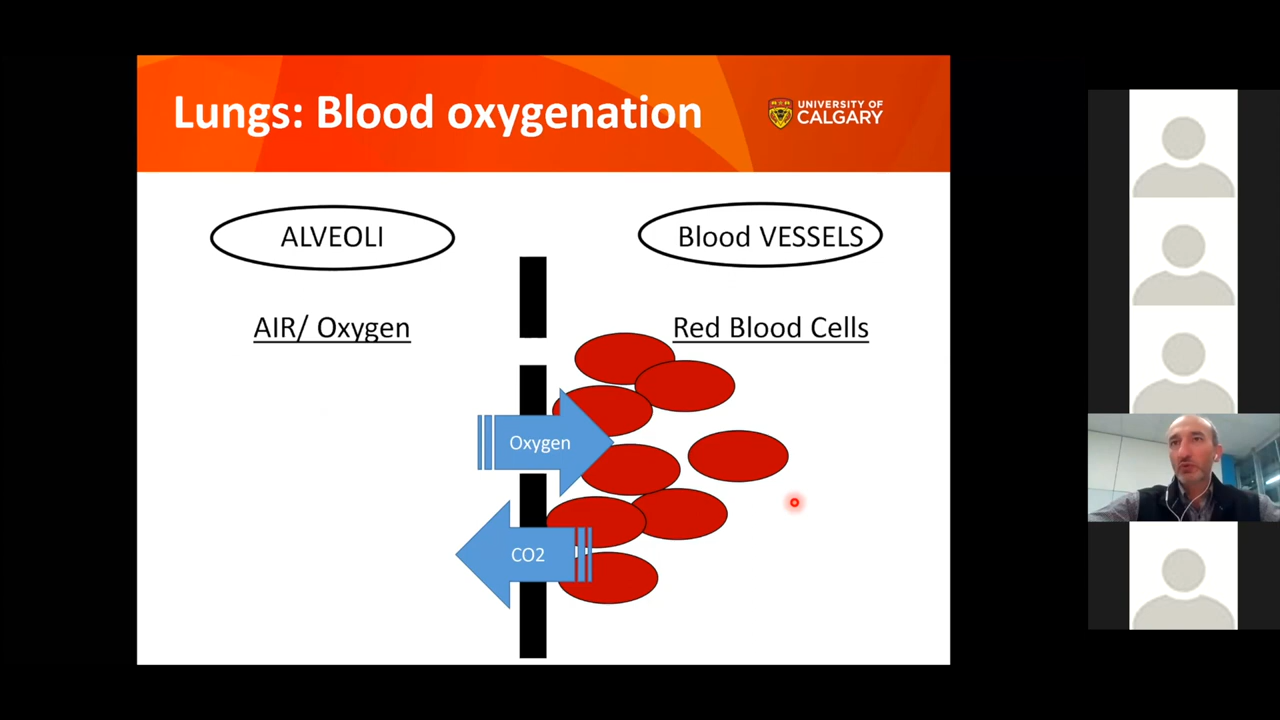 Lungs: Blood oxygenation
UNIVERSITY OF
CALGARY
ALVEOLI
Blood VESSELS
AIR/ Oxygen
Red Blood Cells
Oxygen
CO2